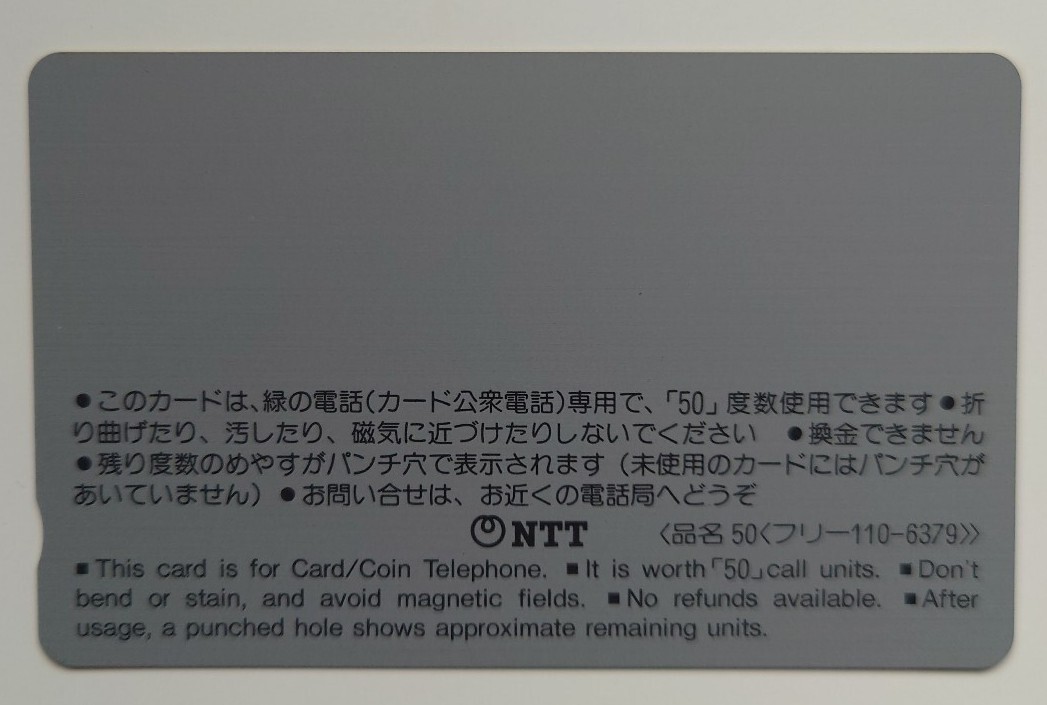 ●このカードは、緑の電話(カード公衆電話)専用で、「50」度数使用できます●折
り曲げたり、汚したり、磁気に近づけたりしないでください　●換金できません
●残り度数のめやすがパンチ穴で表示されます（未使用のカードにはパンチ穴が
あいていません）●お問い合せは、お近くの電話局へどうぞ
NTT 〈品名 50〈フリー110-6379〉〉
■This card is for Card/Coin Telephone. ■It is worth「50」call units. ■Don't
bend or stain, and avoid magnetic fields. ■No refunds available. ■After
usage, a punched hole shows approximate remaining units.